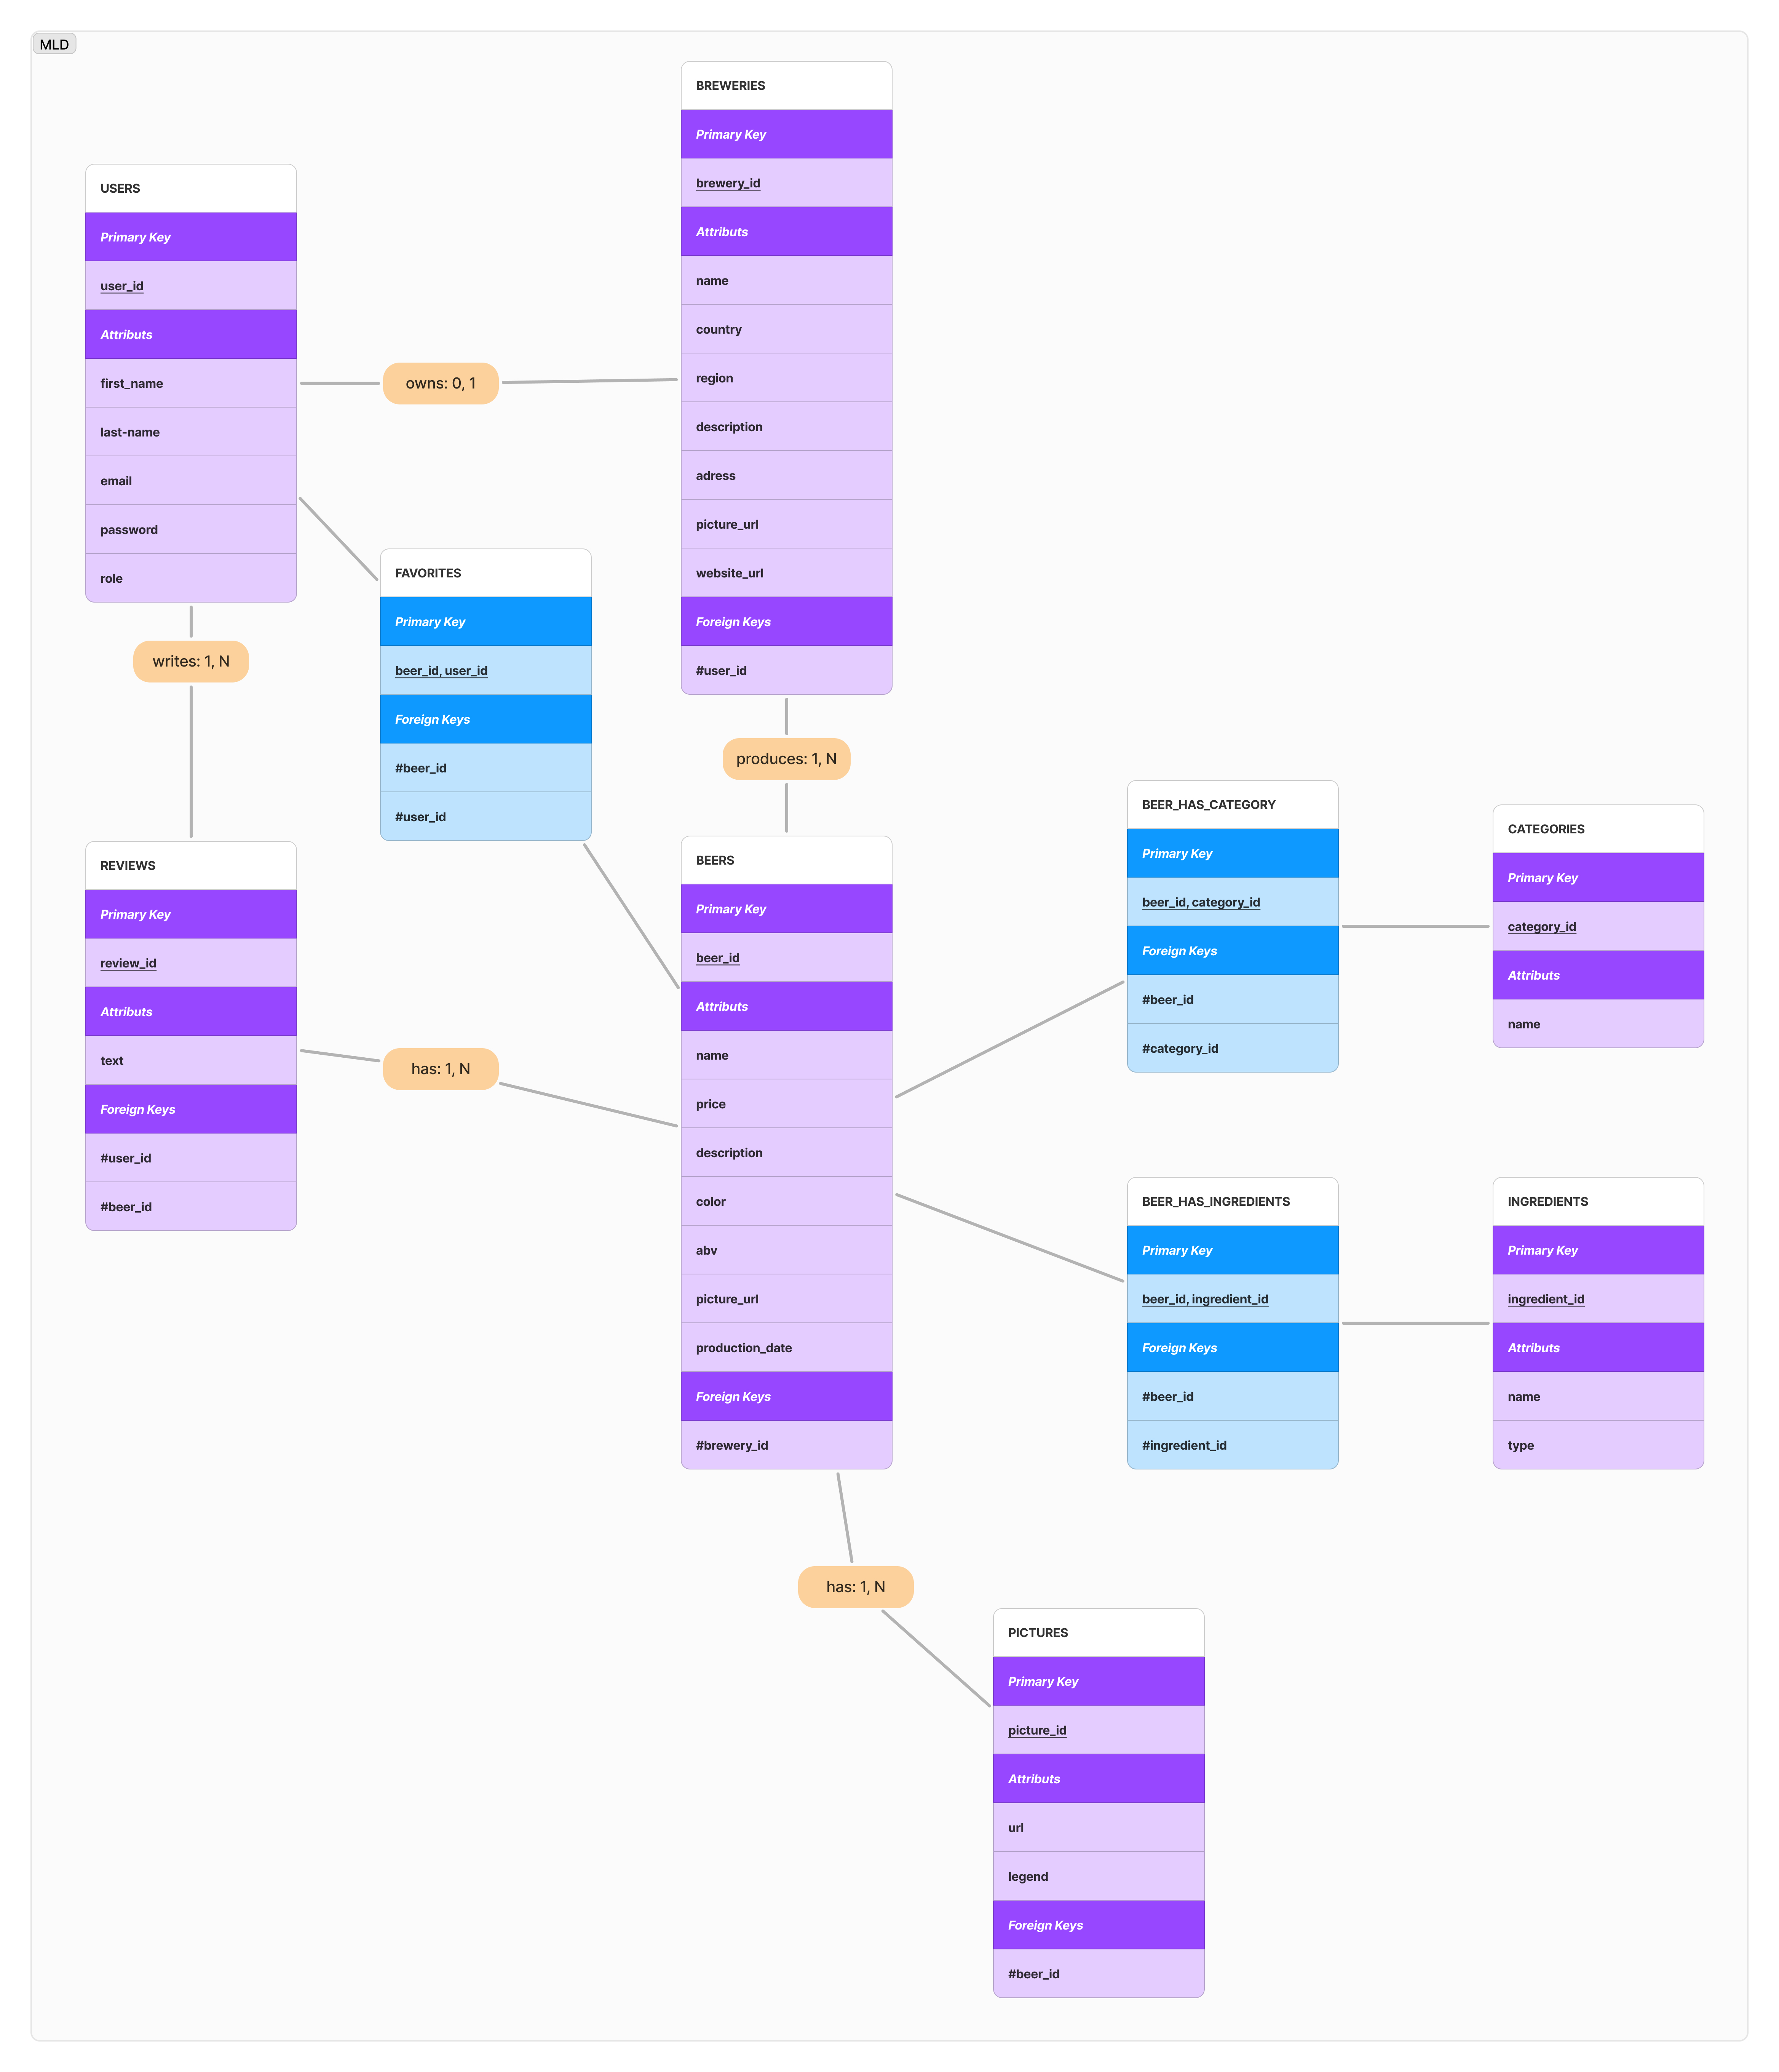 MLD
BREWERIES
Primary Key
brewery_id
Attributs
name
country
region
description
adress
picture_url
website_url
Foreign Keys
#user_id
USERS
Primary Key
user_id
Attributs
first_name
last-name
email
password
role
owns: 0, 1
writes: 1, N
FAVORITES
Primary Key
beer_id, user_id
Foreign Keys
#beer_id
#user_id
produces: 1, N
REVIEWS
Primary Key
review_id
Attributs
text
Foreign Keys
#user_id
#beer_id
has: 1, N
BEERS
Primary Key
beer_id
Attributs
name
price
description
color
abv
picture_url
production_date
Foreign Keys
#brewery_id
BEER_HAS_CATEGORY
Primary Key
beer_id, category_id
Foreign Keys
#beer_id
#category_id
CATEGORIES
Primary Key
category_id
Attributs
name
BEER_HAS_INGREDIENTS
Primary Key
beer_id, ingredient_id
Foreign Keys
#beer_id
#ingredient_id
INGREDIENTS
Primary Key
ingredient_id
Attributs
name
type
has: 1, N
PICTURES
Primary Key
picture_id
Attributs
url
legend
Foreign Keys
#beer_id